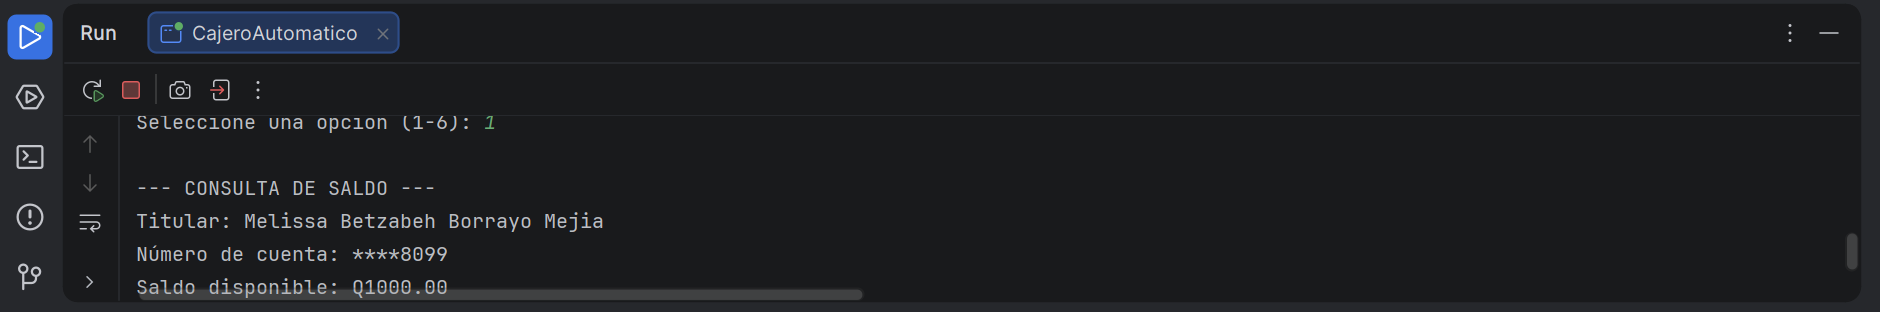 Run
CajeroAutomatico
Seleccione una opción (1-6): 1
--- CONSULTA DE SALDO ---
Titular: Melissa Betzabeh Borrayo Mejia
Número de cuenta: ****8099
Saldo disponible: Q1000.00